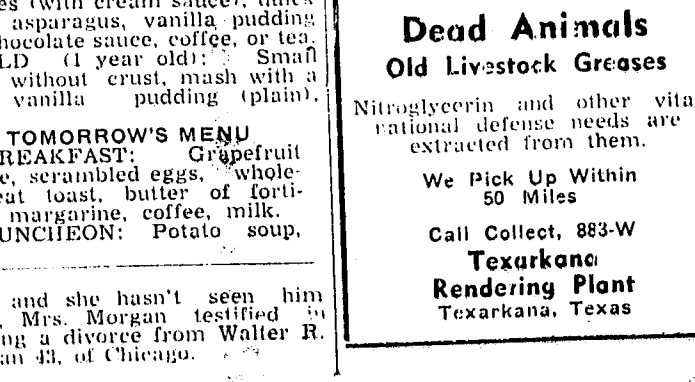 es (with cream sauce),
asparagus, vanilla pudding
hocolate sauce, coffee, or tea.
LD (1 year old): Small
without crust, mash with a
vanilla pudding (plain),
TOMORROW'S MENU
REAKFAST: Grapefruit
e, scrambled eggs, whole-
eat toast, butter of forti-
margarine, coffee, milk.
UNCHEON: Potato soup,
and she hasn't seen him
, Mrs. Morgan testified in
ng a divorce from Walter R.
an 43, of Chicago.
Dead Animals
Old Livestock Greases
Nitroglycerin and other vita
national defense needs are
extracted from them.
We Pick Up Within
50 Miles
Call Collect, 883-W
Texarkana
Rendering Plant
Texarkana, Texas